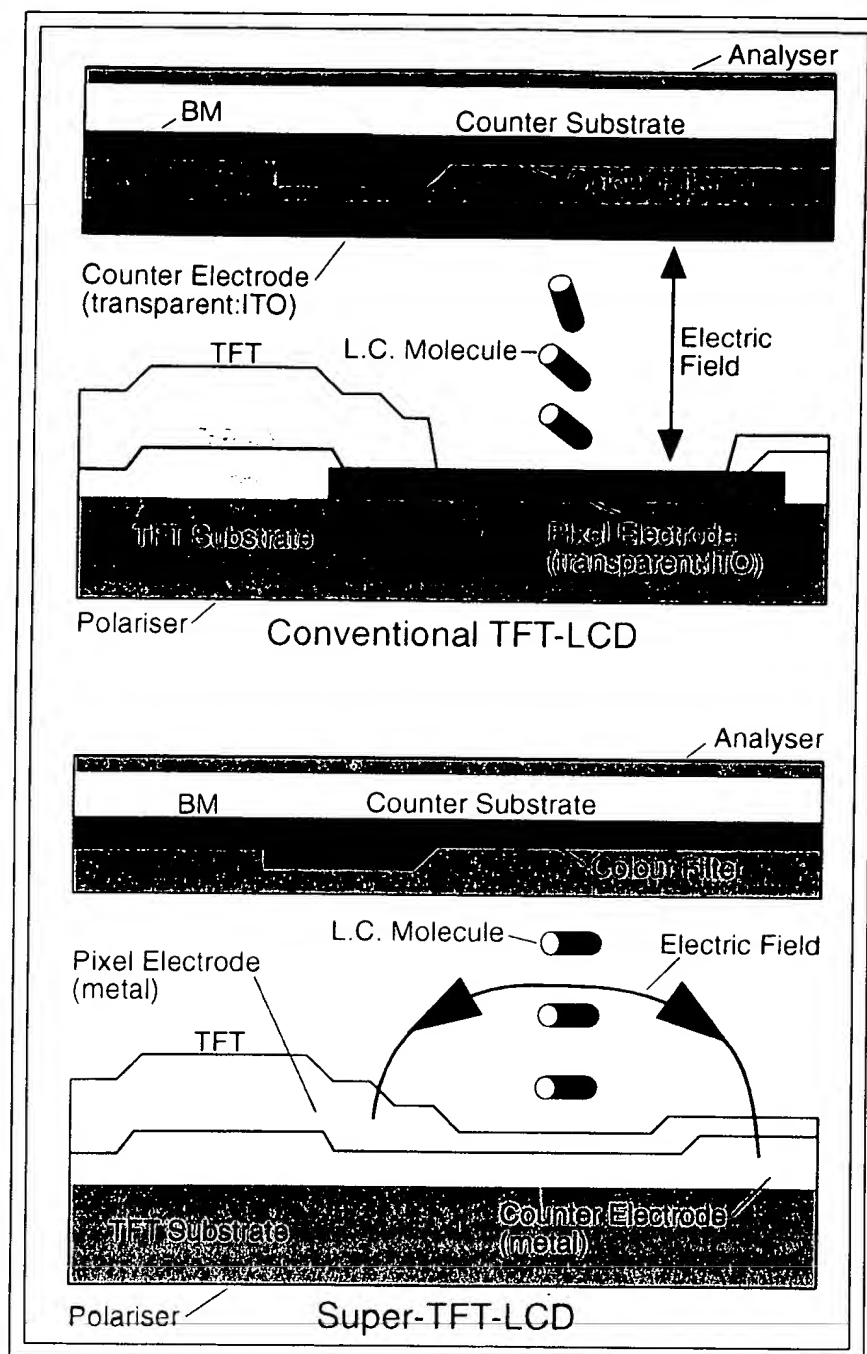 Analyser
BM
Counter Substrate
Counter Electrode
(transparent:ITO)
TFT
L.C. Molecule
Electric
Field
TFT Substrate
Pixel Electrode
(transparent:ITO)
Polariser
Conventional TFT-LCD
Analyser
BM
Counter Substrate
Colour Filter
L.C. Molecule
Electric Field
Pixel Electrode
(metal)
TFT
TFT Substrate
Counter Electrode
(metal)
Polariser
Super-TFT-LCD